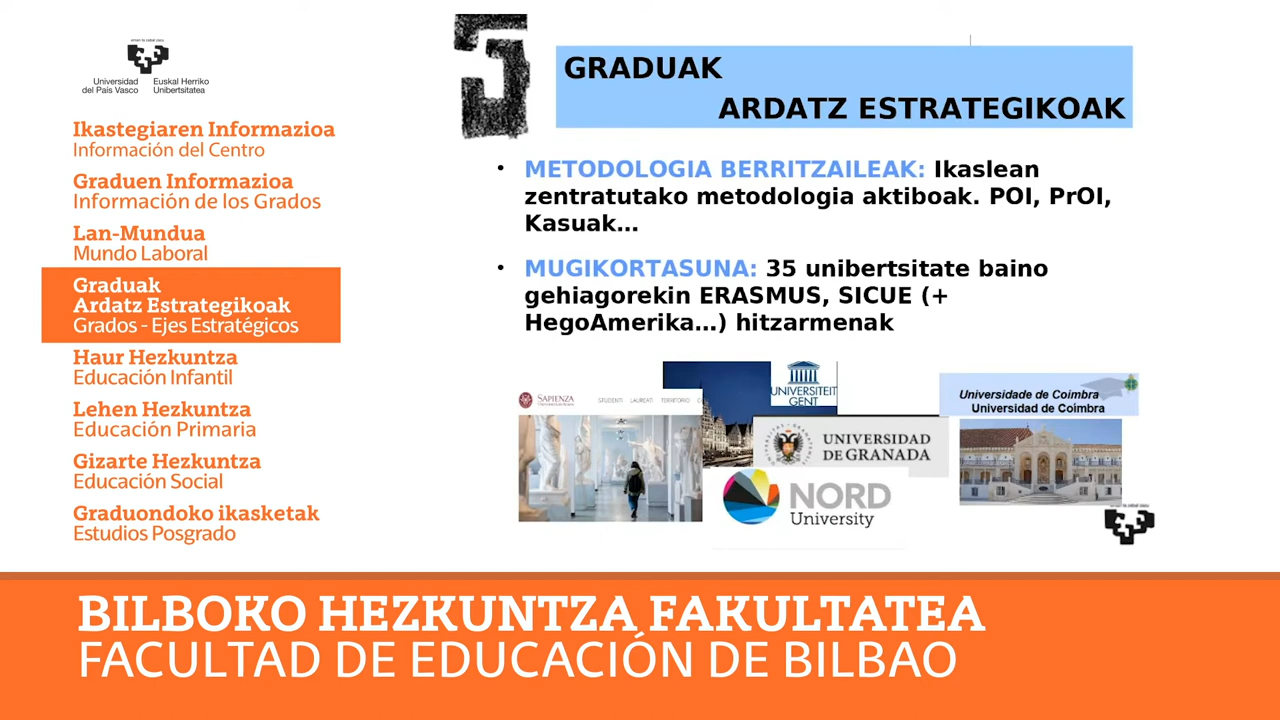 Universidad del País Vasco
Euskal Herriko Unibertsitatea
Ikastegiaren Informazioa
Información del Centro
Graduen Informazioa
Información de los Grados
Lan-Mundua
Mundo Laboral
Graduak
Ardatz Estrategikoak
Grados - Ejes Estratégicos
Haur Hezkuntza
Educación Infantil
Lehen Hezkuntza
Educación Primaria
Gizarte Hezkuntza
Educación Social
Graduondoko ikasketak
Estudios Posgrado
GRADUAK
ARDATZ ESTRATEGIKOAK
• METODOLOGIA BERRITZAILEAK: Ikaslean
zentratutako metodologia aktiboak. POI, PrOI,
Kasuak...
• MUGIKORTASUNA: 35 unibertsitate baino
gehiagorekin ERASMUS, SICUE (+
HegoAmerika...) hitzarmenak
SAPIENZA
STUDENTI LAUREATI TERRITORIO
UNIVERSITEIT
GENT
UNIVERSIDAD
DE GRANADA
NORD
University
Universidade de Coimbra
Universidad de Coimbra
BILBOKO HEZKUNTZA FAKULTATEA
FACULTAD DE EDUCACIÓN DE BILBAO